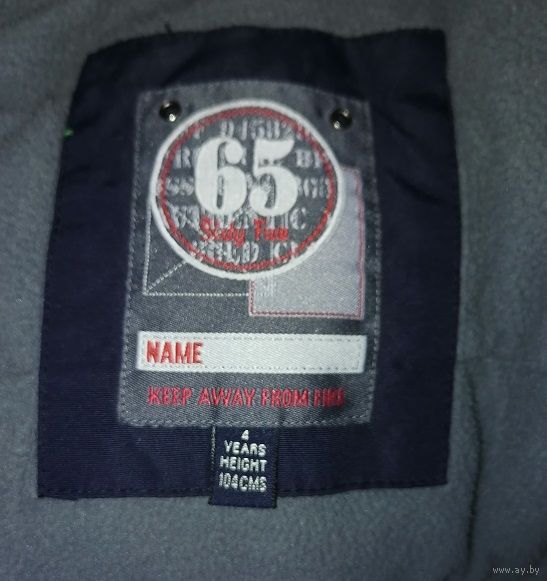 65
Sixty Five
NAME
KEEP AWAY FROM FIRE
4
YEARS
HEIGHT
104CMS
www.ay.by